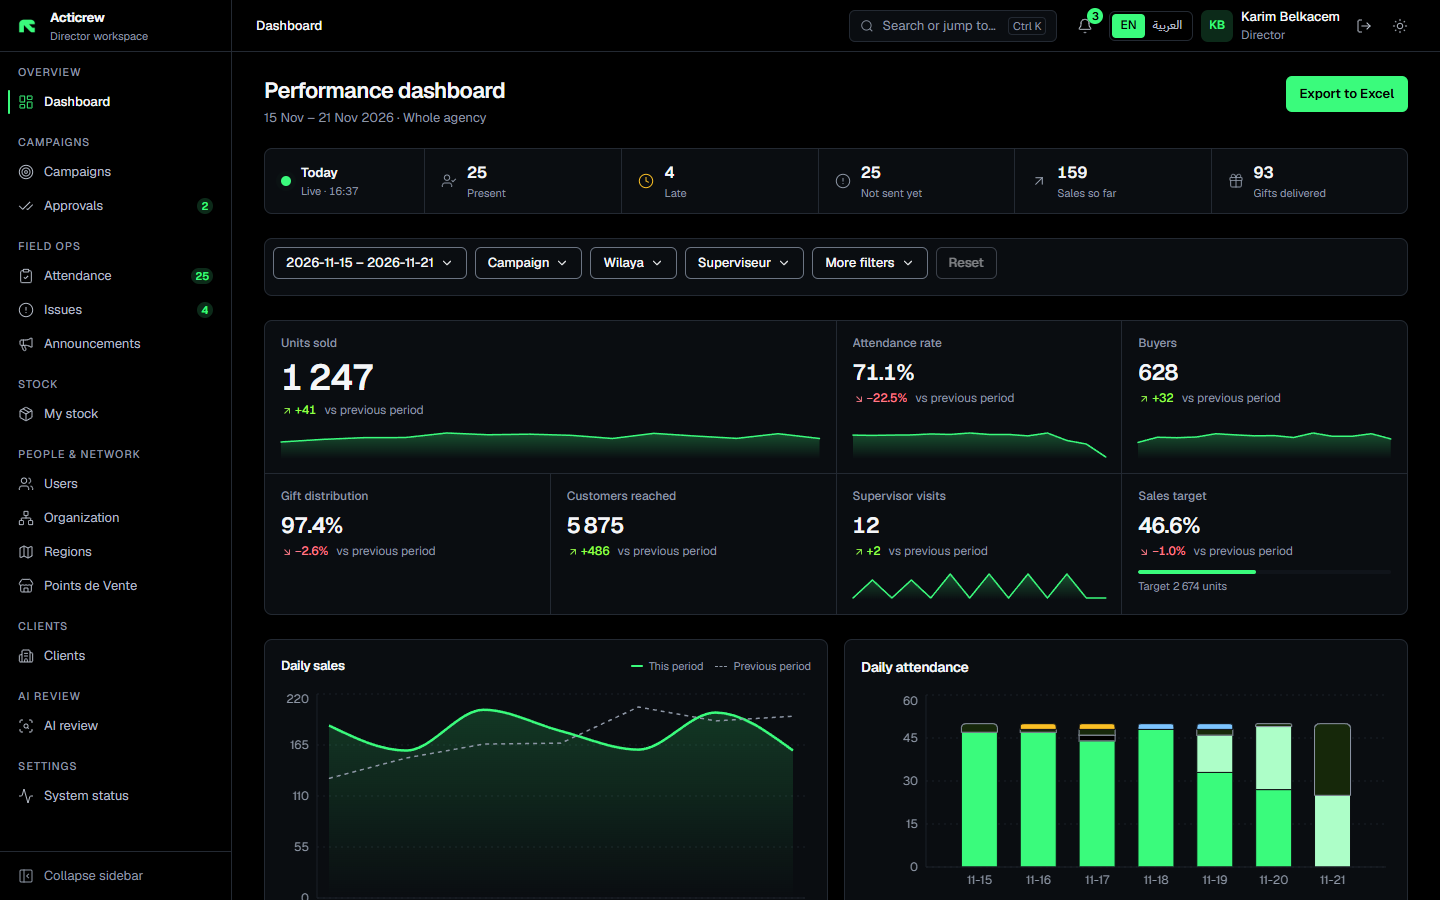 Acticrew
Director workspace
Dashboard
Search or jump to...
Ctrl K
3
EN
العربية
KB
Karim Belkacem
Director
OVERVIEW
Dashboard
CAMPAIGNS
Campaigns
Approvals
2
FIELD OPS
Attendance
25
Issues
4
Announcements
STOCK
My stock
PEOPLE & NETWORK
Users
Organization
Regions
Points de Vente
CLIENTS
Clients
AI REVIEW
AI review
SETTINGS
System status
Collapse sidebar
Performance dashboard
15 Nov – 21 Nov 2026 · Whole agency
Export to Excel
Today
Live · 16:37
25
Present
4
Late
25
Not sent yet
159
Sales so far
93
Gifts delivered
2026-11-15 – 2026-11-21
Campaign
Wilaya
Superviseur
More filters
Reset
Units sold
1 247
+41 vs previous period
Attendance rate
71.1%
−22.5% vs previous period
Buyers
628
+32 vs previous period
Gift distribution
97.4%
−2.6% vs previous period
Customers reached
5 875
+486 vs previous period
Supervisor visits
12
+2 vs previous period
Sales target
46.6%
−1.0% vs previous period
Target 2 674 units
Daily sales
This period
Previous period
220
165
110
55
0
Daily attendance
60
45
30
15
0
11-15
11-16
11-17
11-18
11-19
11-20
11-21